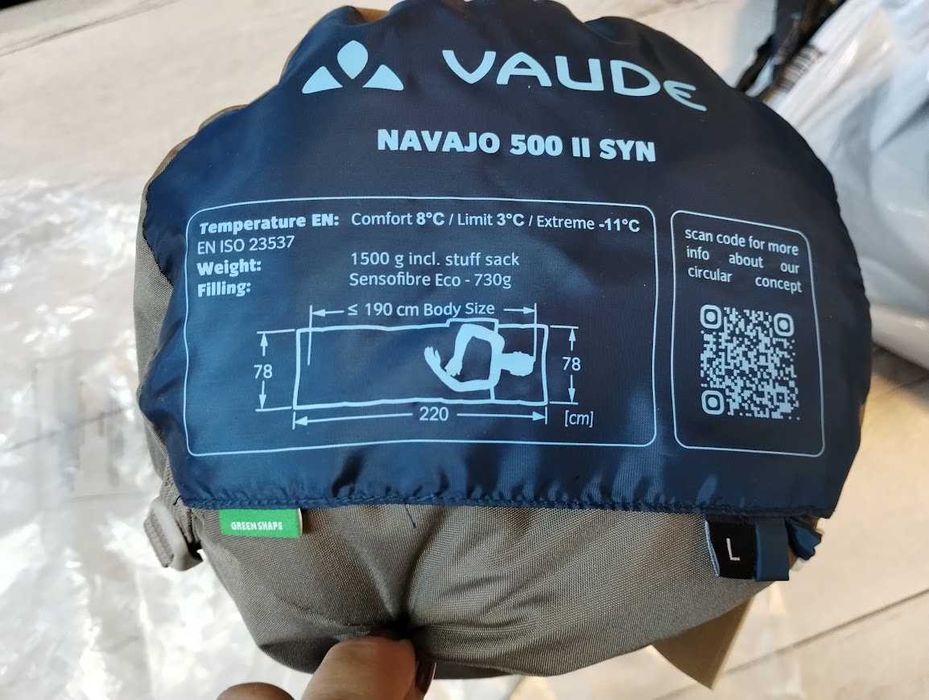 VAUDE
NAVAJO 500 II SYN
Temperature EN: Comfort 8°C / Limit 3°C / Extreme -11°C
EN ISO 23537
Weight: 1500 g incl. stuff sack
Filling: Sensofibre Eco - 730g
≤ 190 cm Body Size
78
78
220
[cm]
scan code for more
info about our
circular concept
GREEN SHAPE
L